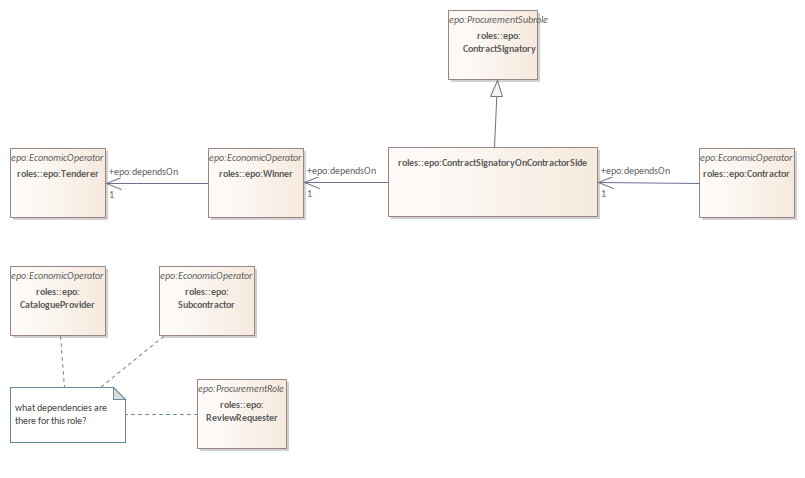 epo:ProcurementSubrole
roles::epo:
ContractSignatory
epo:EconomicOperator
roles::epo:Tenderer
+epo:dependsOn
1
epo:EconomicOperator
roles::epo:Winner
+epo:dependsOn
1
roles::epo:ContractSignatoryOnContractorSide
+epo:dependsOn
1
epo:EconomicOperator
roles::epo:Contractor
epo:EconomicOperator
roles::epo:
CatalogueProvider
epo:EconomicOperator
roles::epo:
Subcontractor
what dependencies are
there for this role?
epo:ProcurementRole
roles::epo:
ReviewRequester